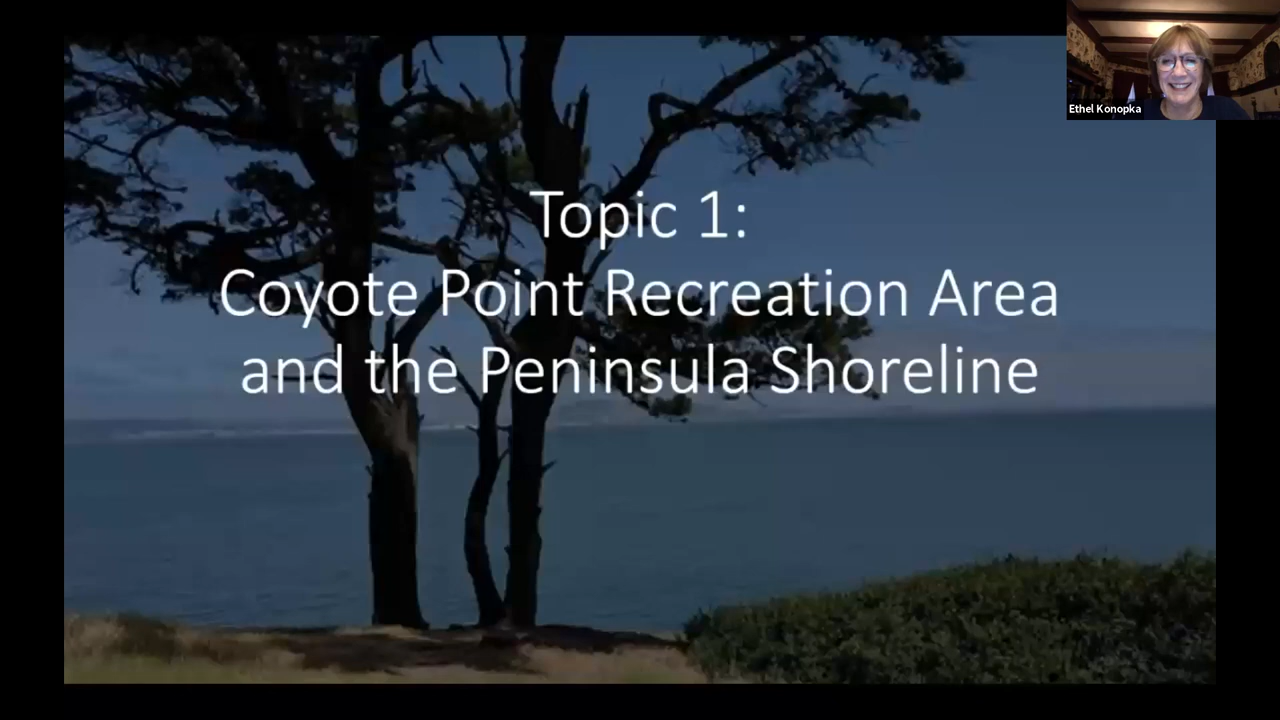 Ethel Konopka
Topic 1:
Coyote Point Recreation Area
and the Peninsula Shoreline